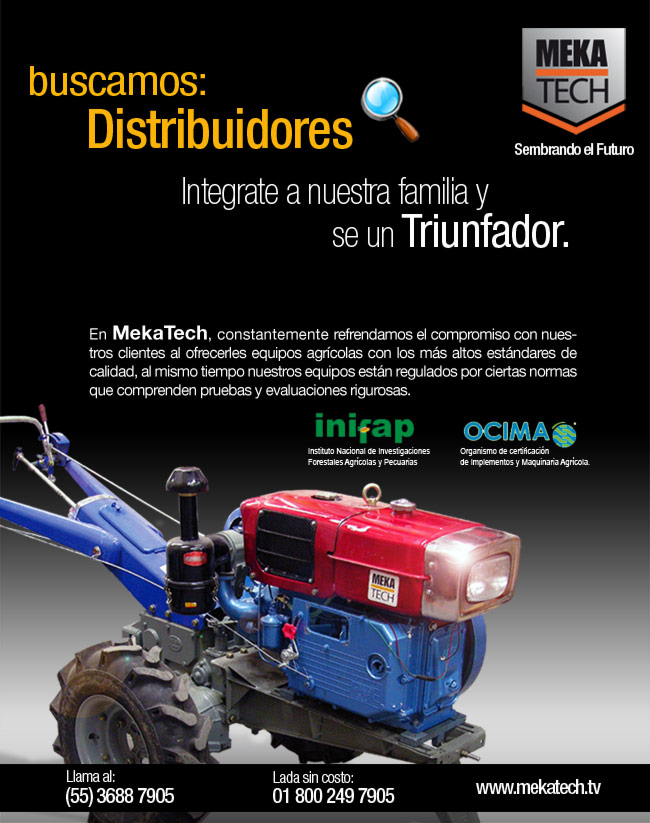 buscamos:
Distribuidores
MEKA
TECH
Sembrando el Futuro
Integrate a nuestra familia y
se un Triunfador.
En MekaTech, constantemente refrendamos el compromiso con nues-
tros clientes al ofrecerles equipos agrícolas con los más altos estándares de
calidad, al mismo tiempo nuestros equipos están regulados por ciertas normas
que comprenden pruebas y evaluaciones rigurosas.
inifap
Instituto Nacional de Investigaciones
Forestales Agrícolas y Pecuarias
OCIMA
Organismo de certificación
de Implementos y Maquinaria Agrícola.
MEKA
TECH
Llama al:
(55) 3688 7905
Lada sin costo:
01 800 249 7905
www.mekatech.tv